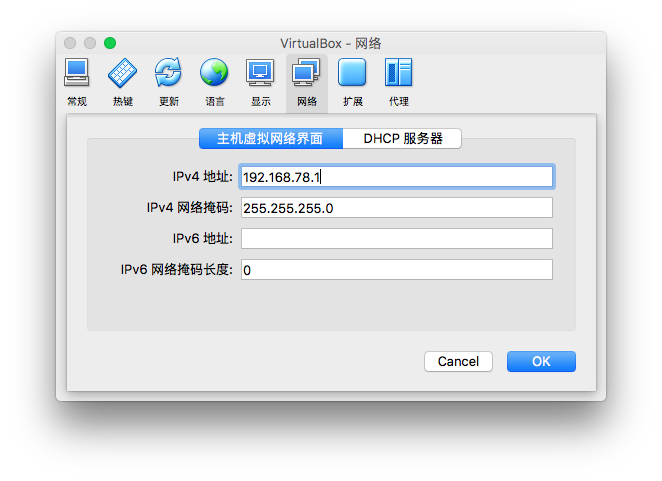 VirtualBox - 网络
常规 热键 更新 语言 显示 网络 扩展 代理
主机虚拟网络界面 DHCP 服务器
IPv4 地址: 192.168.78.1
IPv4 网络掩码: 255.255.255.0
IPv6 地址:
IPv6 网络掩码长度: 0
Cancel OK